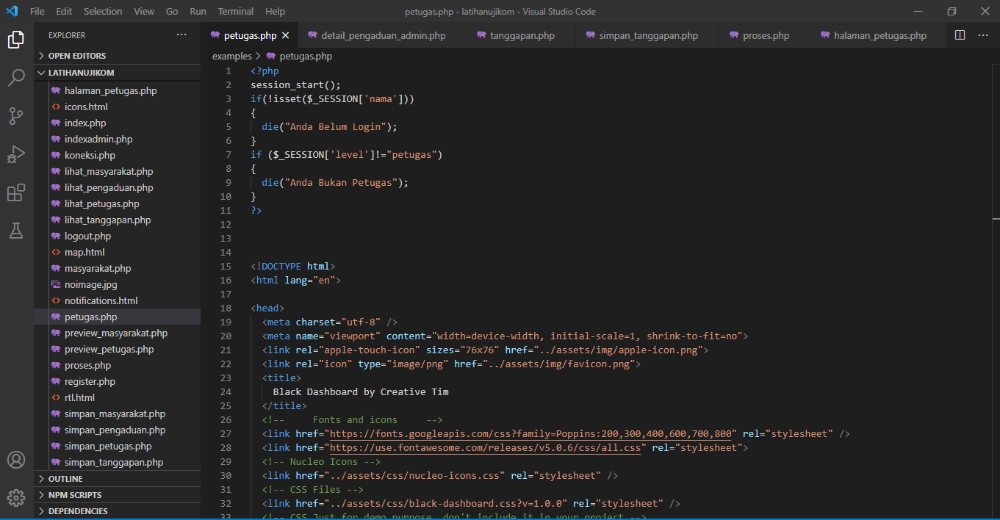 File Edit Selection View Go Run Terminal Help petugas.php - latihanujikom - Visual Studio Code
EXPLORER ···
OPEN EDITORS
LATIHANUJIKOM
halaman_petugas.php
icons.html
index.php
indexadmin.php
koneksi.php
lihat_masyarakat.php
lihat_pengaduan.php
lihat_petugas.php
lihat_tanggapan.php
logout.php
map.html
masyarakat.php
noimage.jpg
notifications.html
petugas.php
preview_masyarakat.php
preview_petugas.php
proses.php
register.php
rtl.html
simpan_masyarakat.php
simpan_pengaduan.php
simpan_petugas.php
simpan_tanggapan.php
OUTLINE
NPM SCRIPTS
DEPENDENCIES
petugas.php detail_pengaduan_admin.php tanggapan.php simpan_tanggapan.php proses.php halaman_petugas.php ···
examples > petugas.php
1 <?php
2 session_start();
3 if(!isset($_SESSION['nama']))
4 {
5 die("Anda Belum Login");
6 }
7 if ($_SESSION['level']!="petugas")
8 {
9 die("Anda Bukan Petugas");
10 }
11 ?>
12
13
14
15 <!DOCTYPE html>
16 <html lang="en">
17
18 <head>
19 <meta charset="utf-8" />
20 <meta name="viewport" content="width=device-width, initial-scale=1, shrink-to-fit=no">
21 <link rel="apple-touch-icon" sizes="76x76" href="../assets/img/apple-icon.png">
22 <link rel="icon" type="image/png" href="../assets/img/favicon.png">
23 <title>
24 Black Dashboard by Creative Tim
25 </title>
26 <!--     Fonts and icons     -->
27 <link href="https://fonts.googleapis.com/css?family=Poppins:200,300,400,600,700,800" rel="stylesheet" />
28 <link href="https://use.fontawesome.com/releases/v5.0.6/css/all.css" rel="stylesheet">
29 <!-- Nucleo Icons -->
30 <link href="../assets/css/nucleo-icons.css" rel="stylesheet" />
31 <!-- CSS Files -->
32 <link href="../assets/css/black-dashboard.css?v=1.0.0" rel="stylesheet" />
33 <!-- CSS Just for demo purpose, don't include it in your project -->